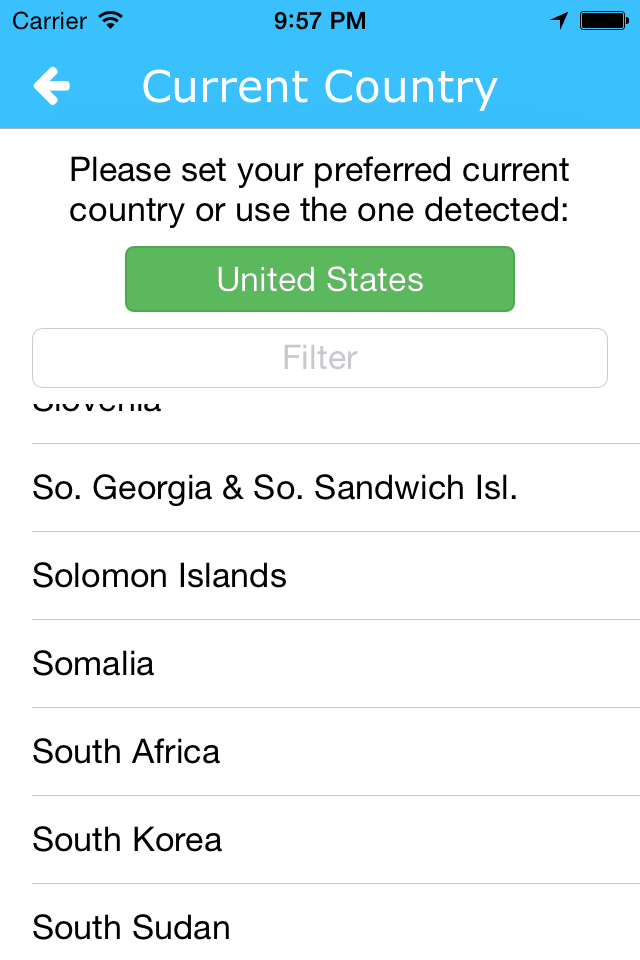 Carrier
9:57 PM
Current Country
Please set your preferred current
country or use the one detected:
United States
Filter
Slovenia
So. Georgia & So. Sandwich Isl.
Solomon Islands
Somalia
South Africa
South Korea
South Sudan